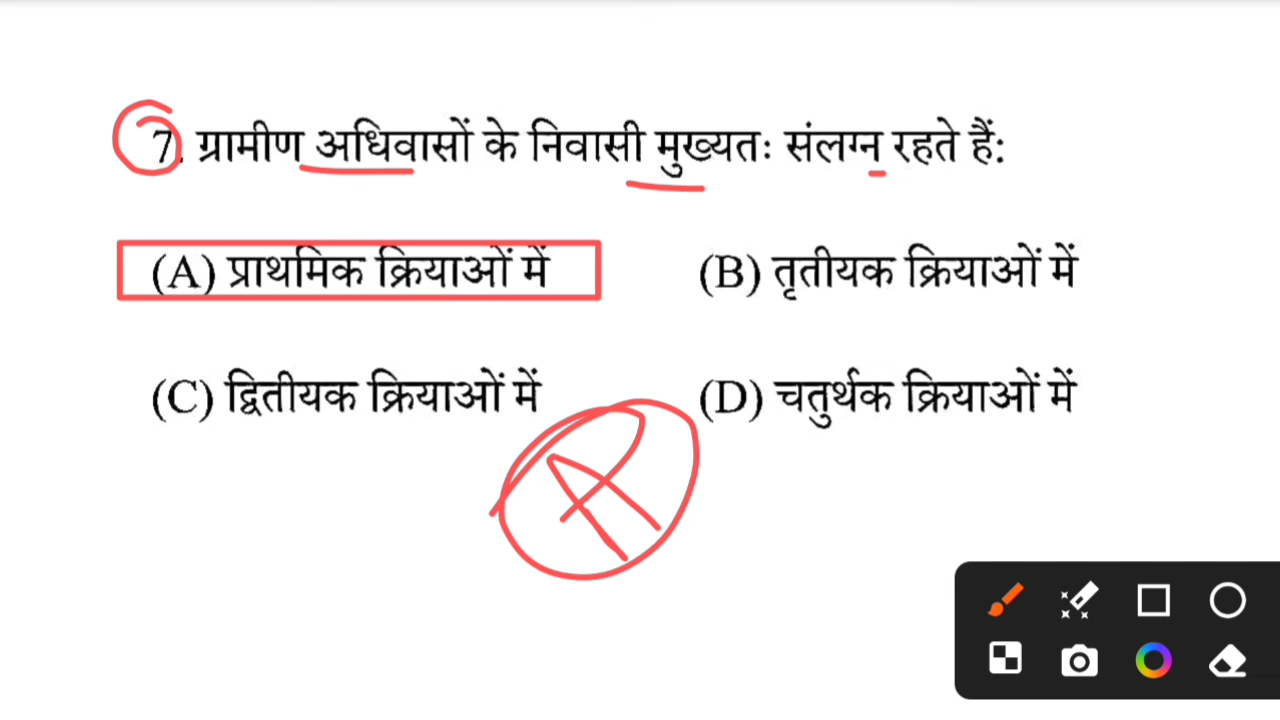 7. ग्रामीण अधिवासों के निवासी मुख्यतः संलग्न रहते हैं:
(A) प्राथमिक क्रियाओं में (B) तृतीयक क्रियाओं में
(C) द्वितीयक क्रियाओं में (D) चतुर्थक क्रियाओं में
A